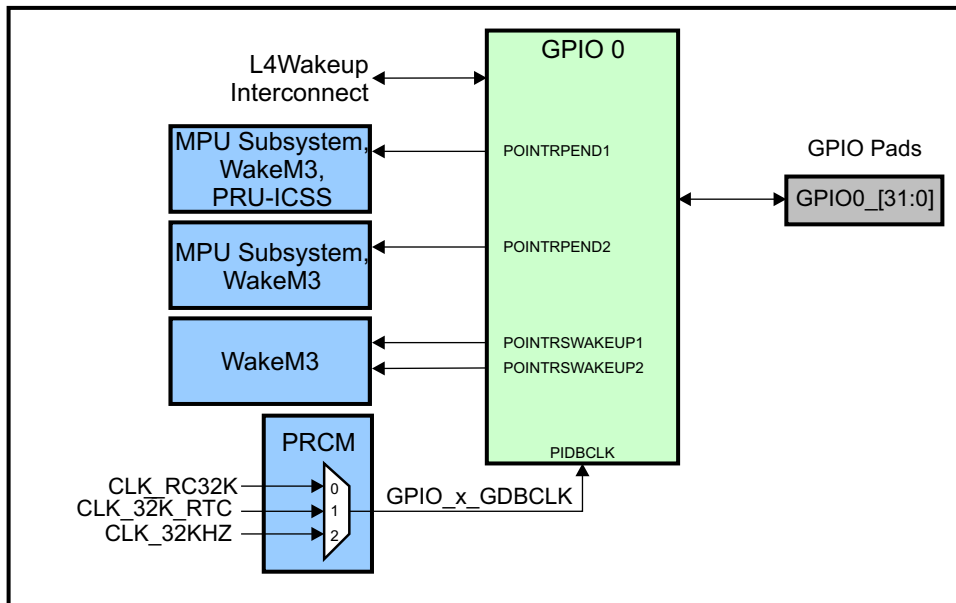 GPIO 0
L4Wakeup
Interconnect
MPU Subsystem,
WakeM3,
PRU-ICSS
POINTRPEND1
GPIO Pads
GPIO0_[31:0]
MPU Subsystem,
WakeM3
POINTRPEND2
WakeM3
POINTRSWAKEUP1
POINTRSWAKEUP2
PRCM
PIDBCLK
CLK_RC32K
0
GPIO_x_GDBCLK
CLK_32K_RTC
1
CLK_32KHZ
2